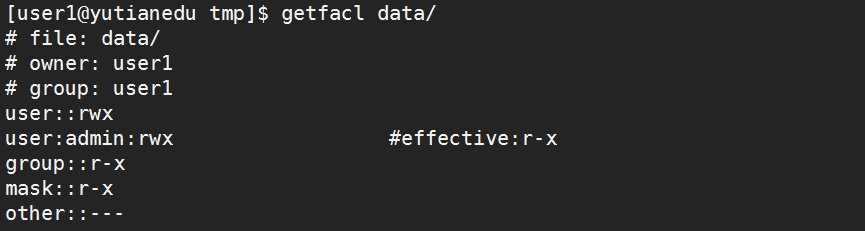 [user1@yutianedu tmp]$ getfacl data/
# file: data/
# owner: user1
# group: user1
user::rwx
user:admin:rwx                  #effective:r-x
group::r-x
mask::r-x
other::---